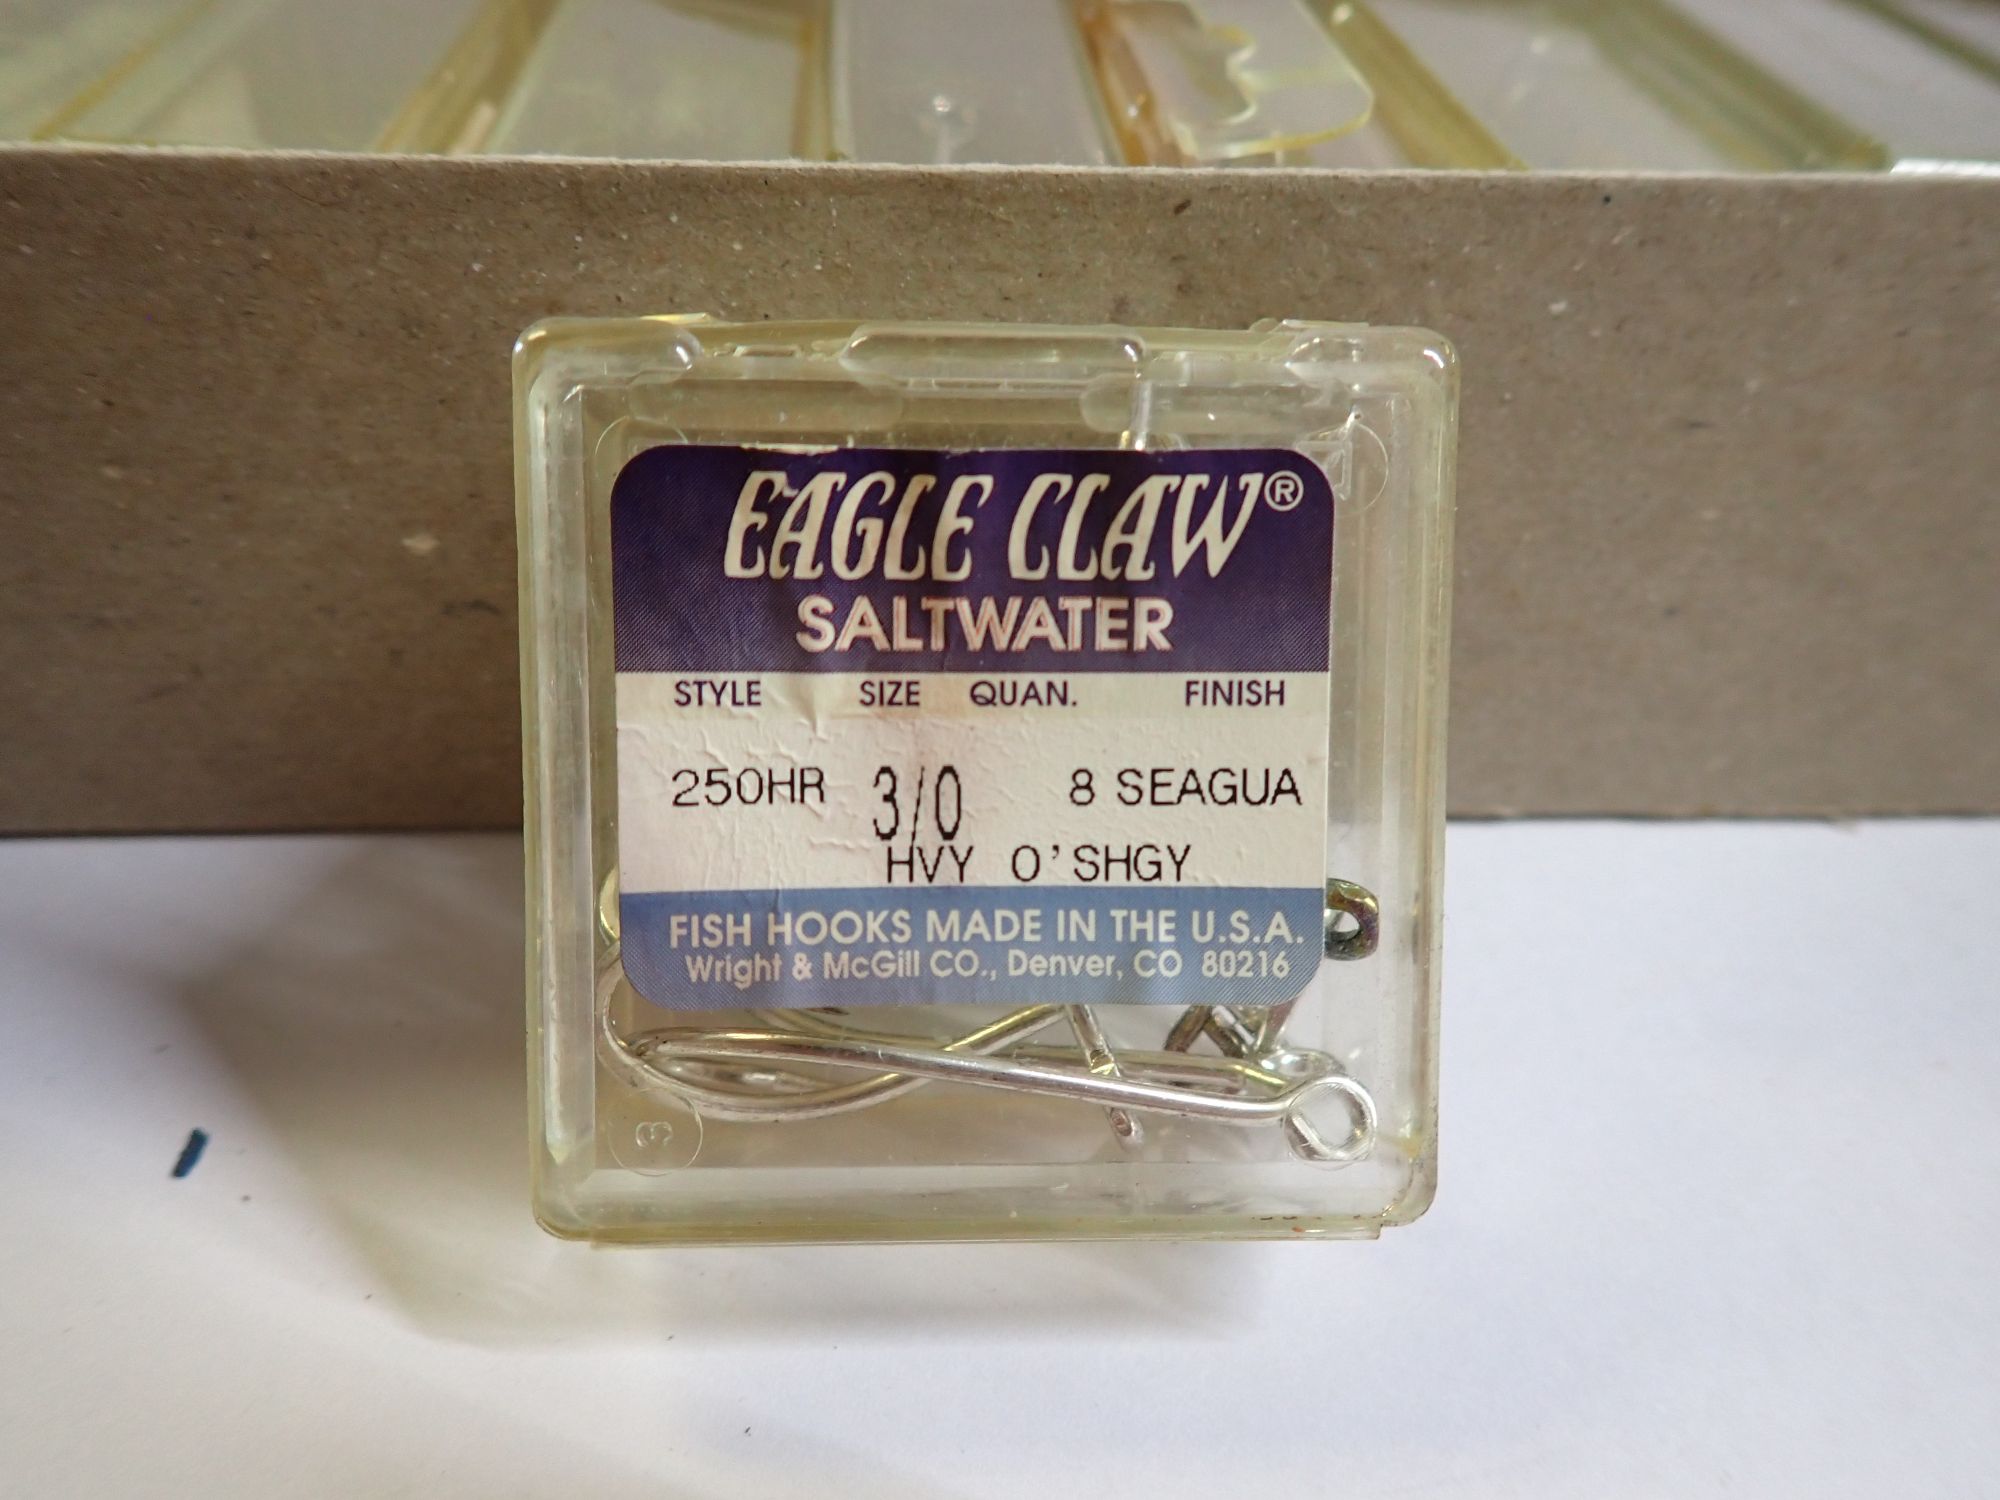 EAGLE CLAW®
SALTWATER
STYLE SIZE QUAN. FINISH
250HR 3/0 8 SEAGUA
HVY O'SHGY
FISH HOOKS MADE IN THE U.S.A.
Wright & McGill CO., Denver, CO 80216
3